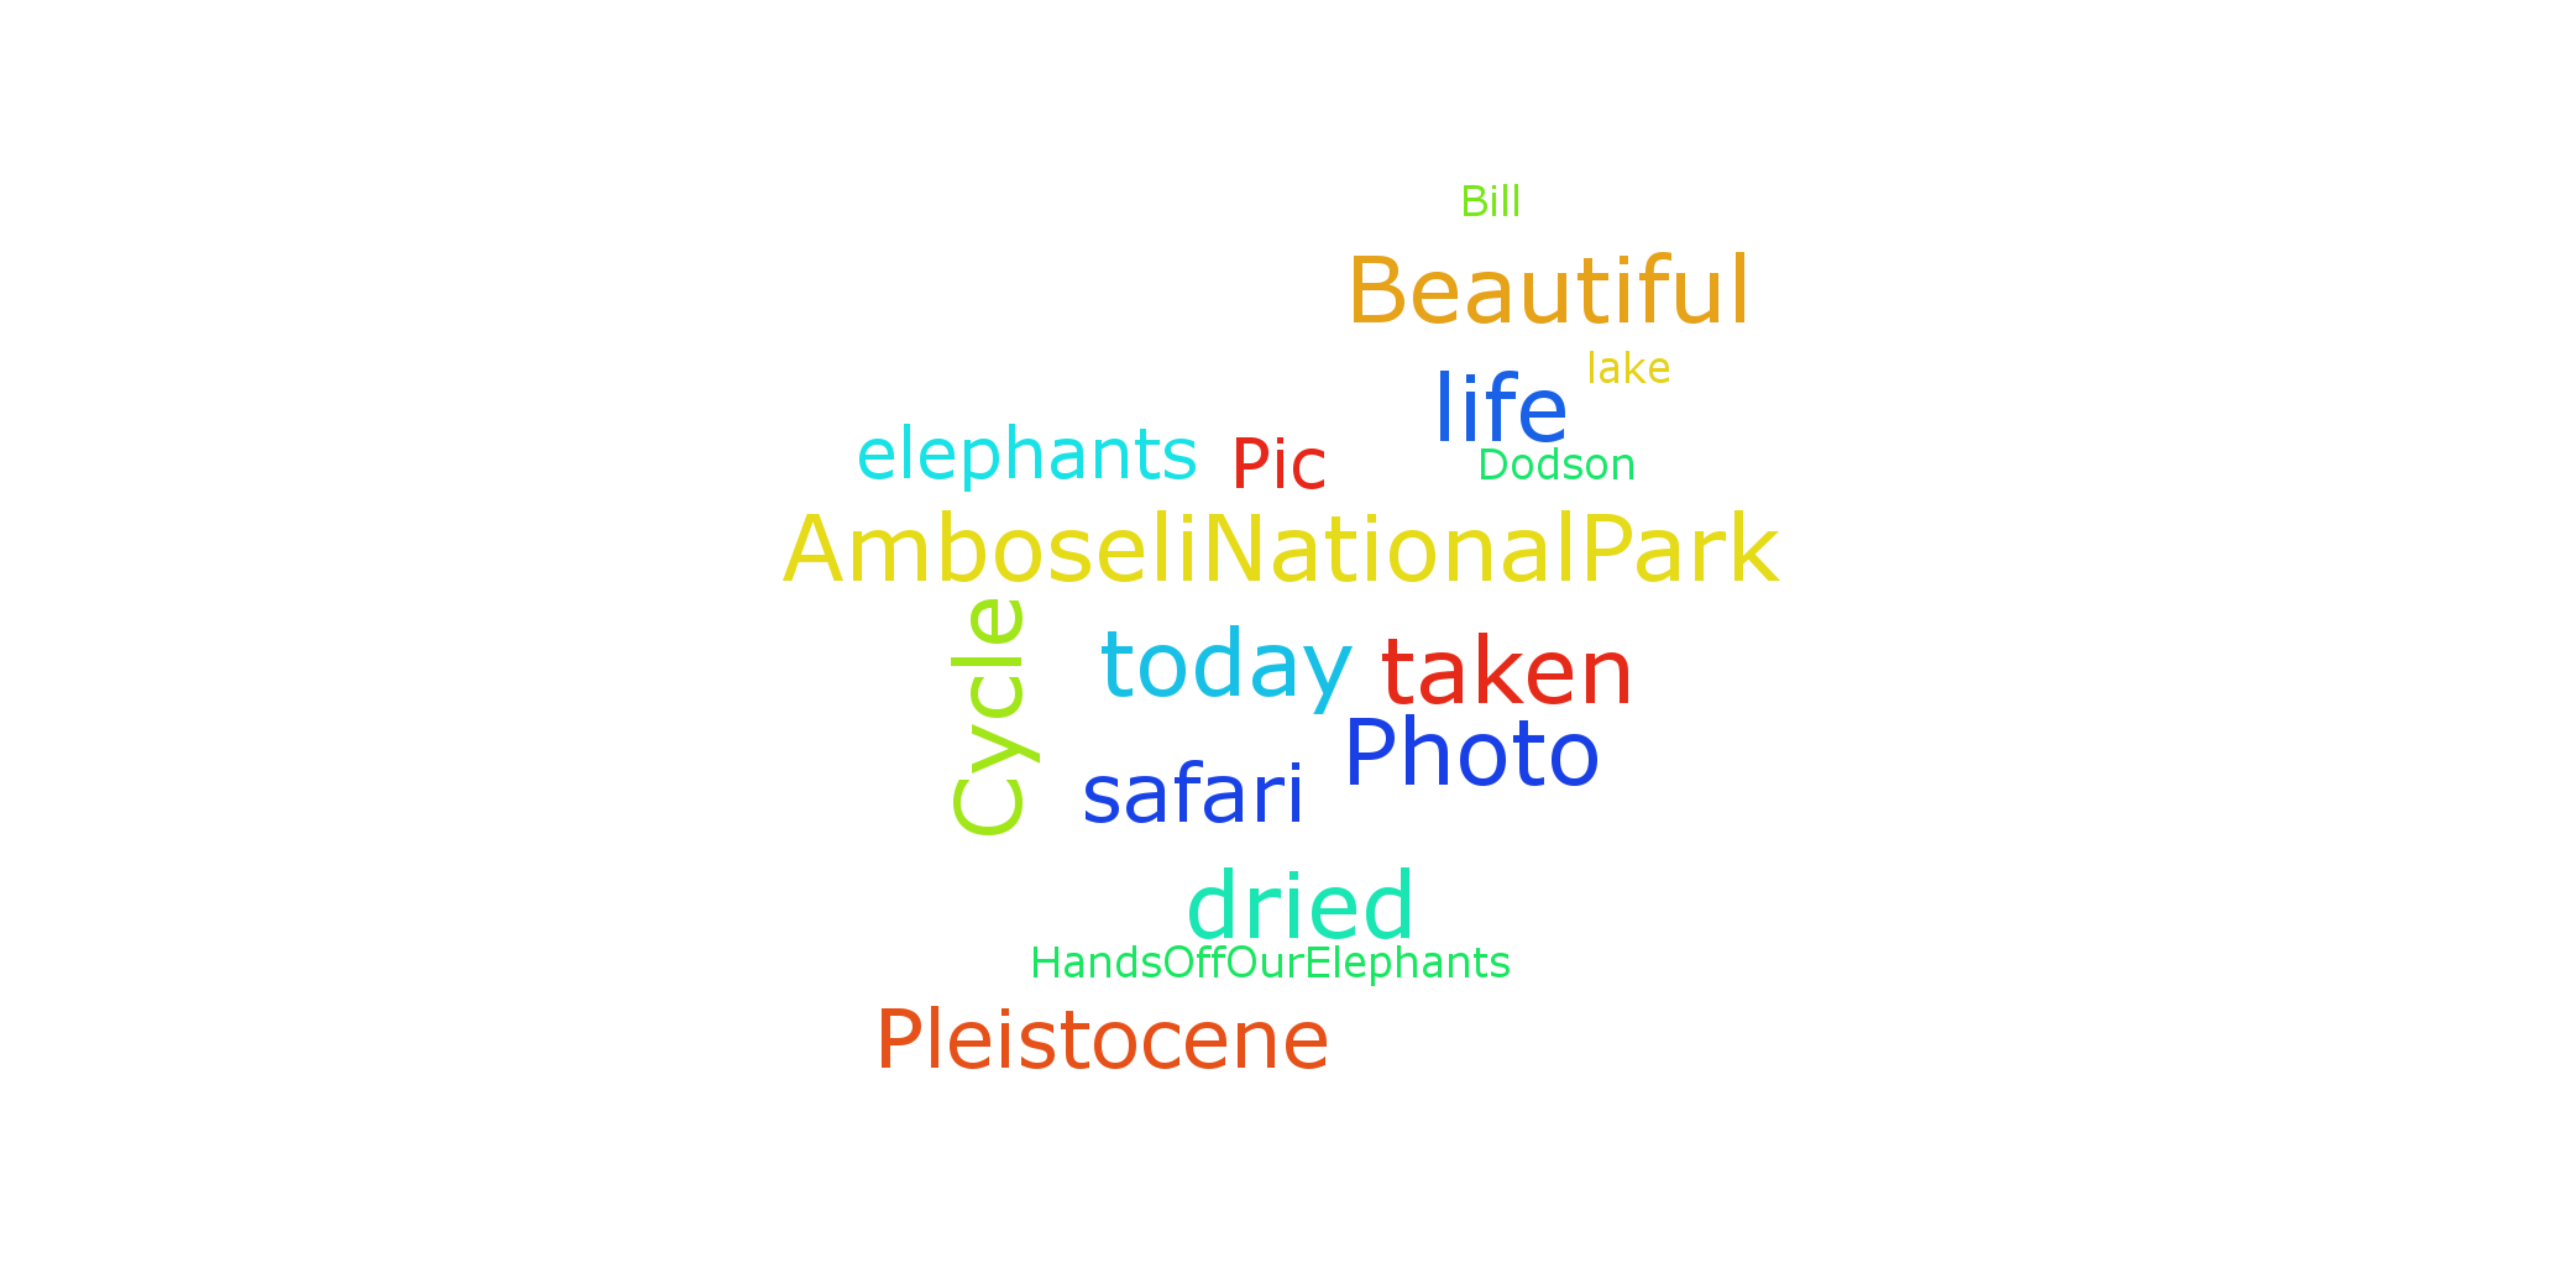 Bill
Beautiful
lake
life
elephants Pic
Dodson
AmboseliNationalPark
Cycle
today taken
Photo
safari
dried
HandsOffOurElephants
Pleistocene